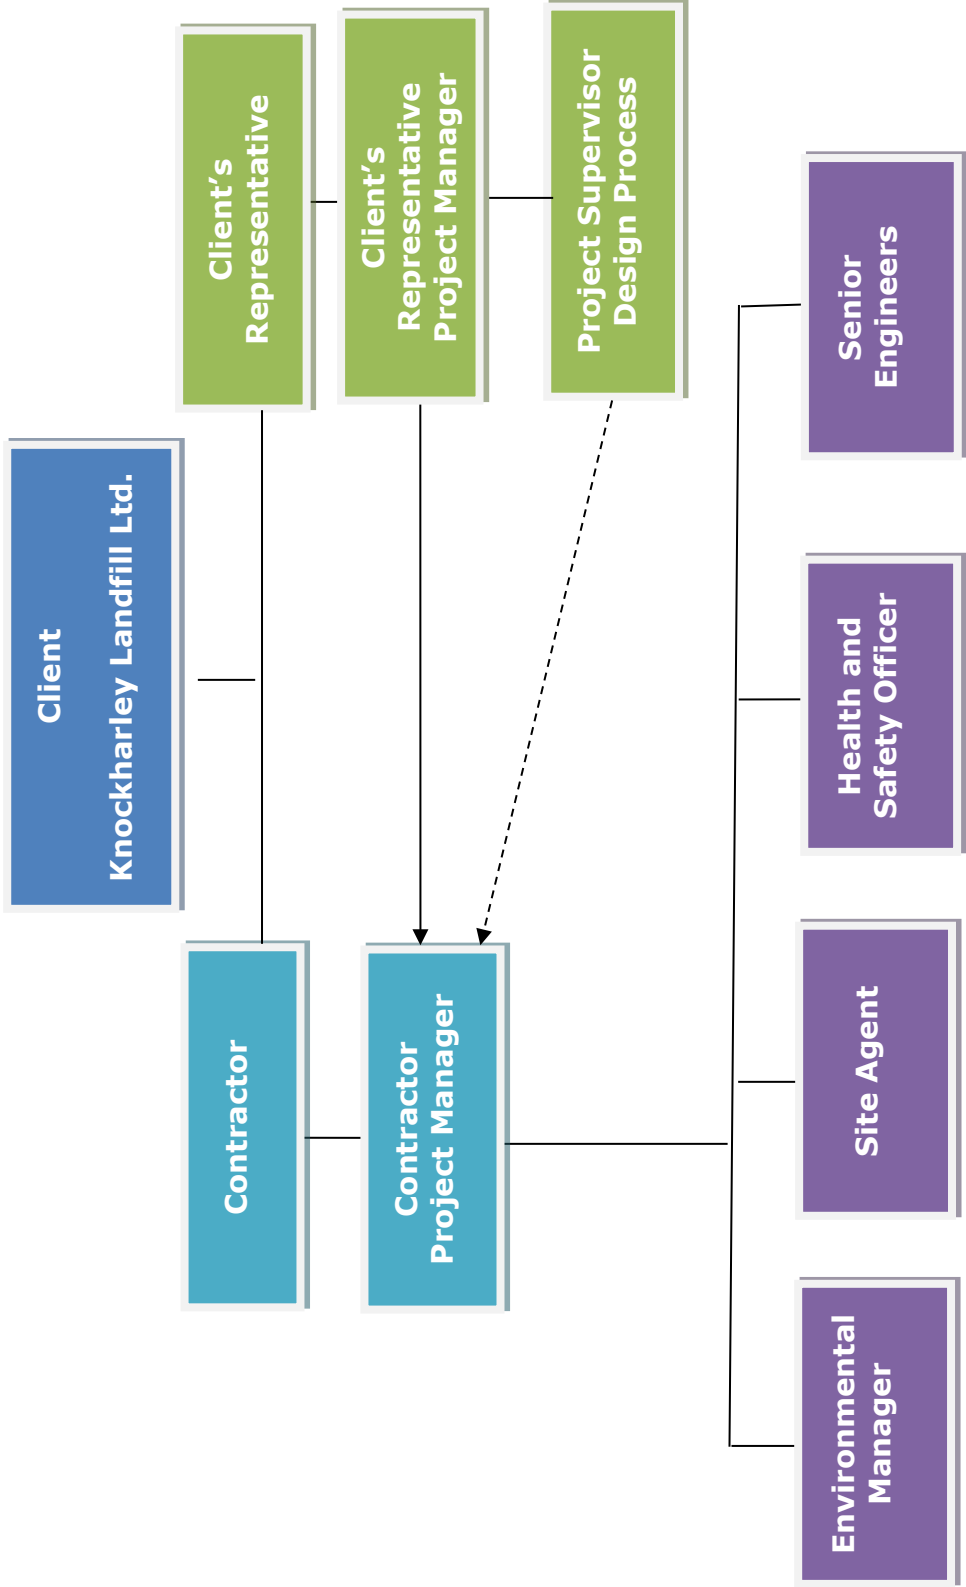 Client
Knockharley Landfill Ltd.
Contractor
Client’s
Representative
Contractor
Project Manager
Client’s
Representative
Project Manager
Project Supervisor
Design Process
Environmental
Manager
Site Agent
Health and
Safety Officer
Senior
Engineers